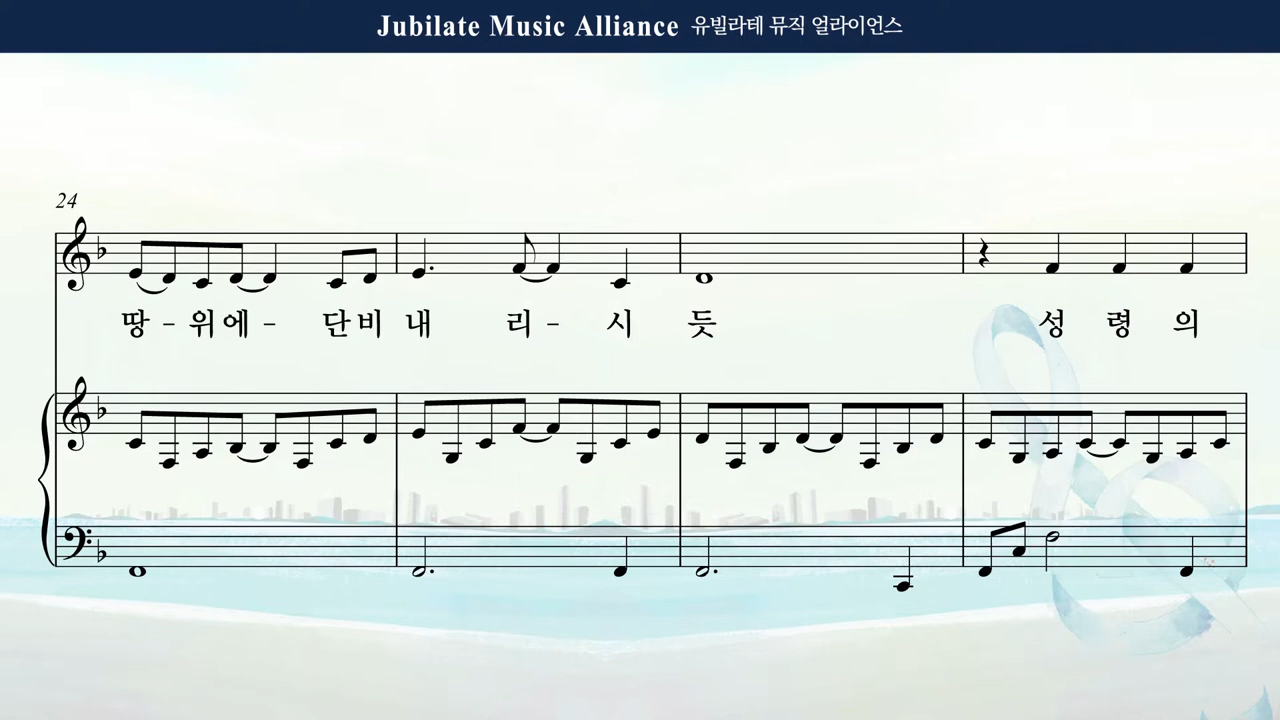 Jubilate Music Alliance 유빌라테 뮤직 얼라이언스
24
땅 - 위에 - 단비 내 리 - 시 듯 성 령 의